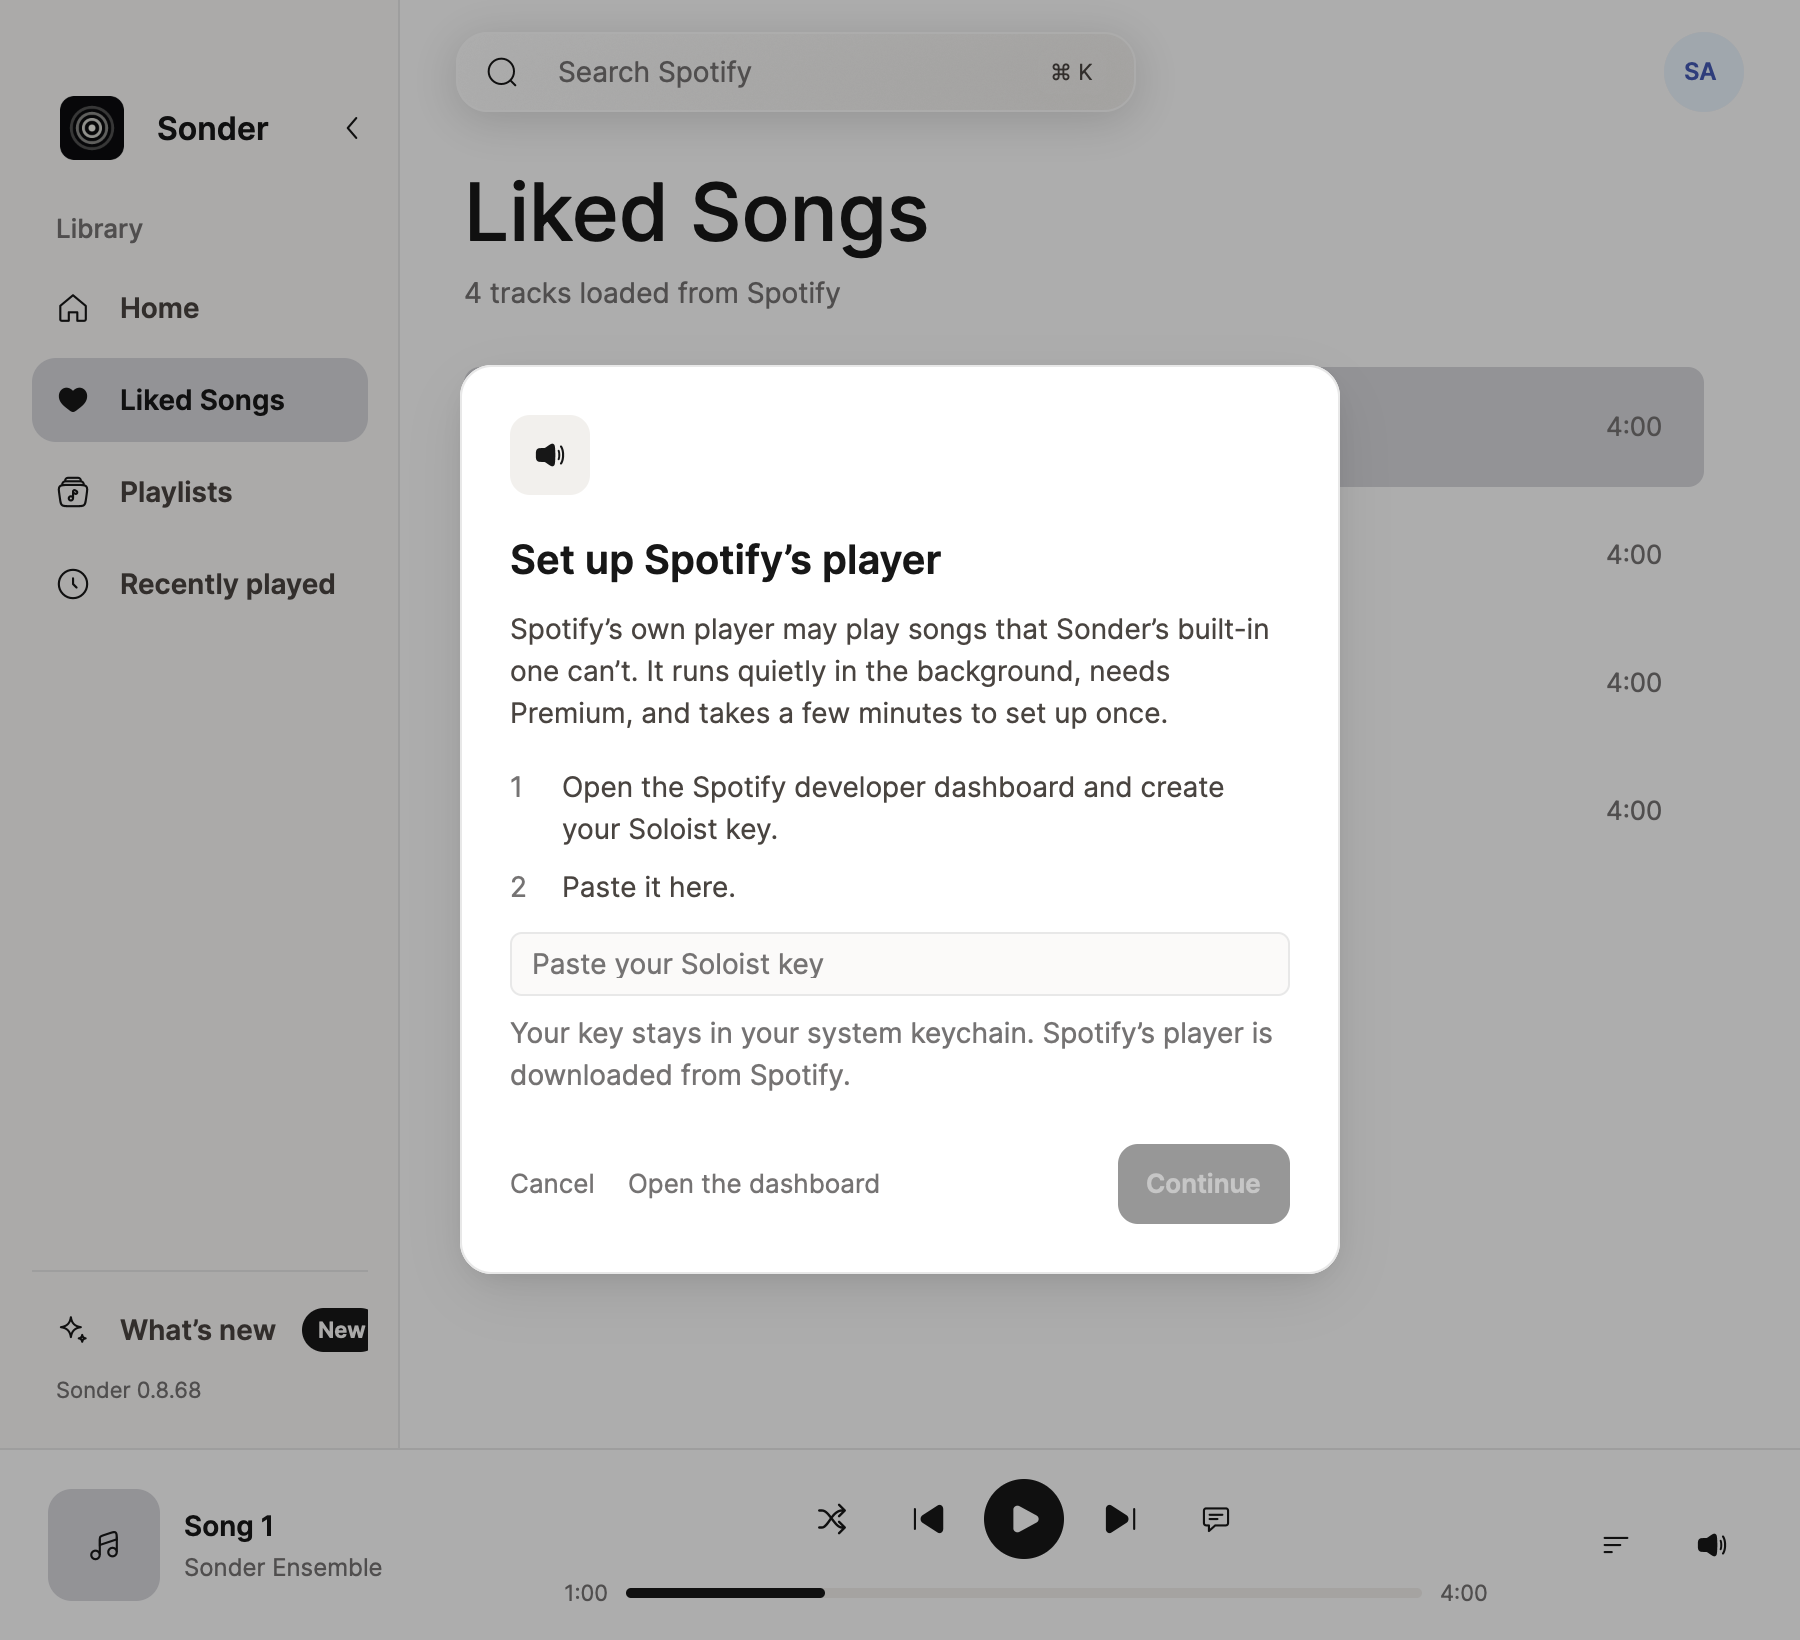 Search Spotify
⌘ K
SA
Sonder
Library
Home
Liked Songs
Playlists
Recently played
Liked Songs
4 tracks loaded from Spotify
4:00
4:00
4:00
4:00
Set up Spotify’s player
Spotify’s own player may play songs that Sonder’s built-in
one can’t. It runs quietly in the background, needs
Premium, and takes a few minutes to set up once.
1 Open the Spotify developer dashboard and create
your Soloist key.
2 Paste it here.
Paste your Soloist key
Your key stays in your system keychain. Spotify’s player is
downloaded from Spotify.
Cancel
Open the dashboard
Continue
What’s new
New
Sonder 0.8.68
Song 1
Sonder Ensemble
1:00
4:00